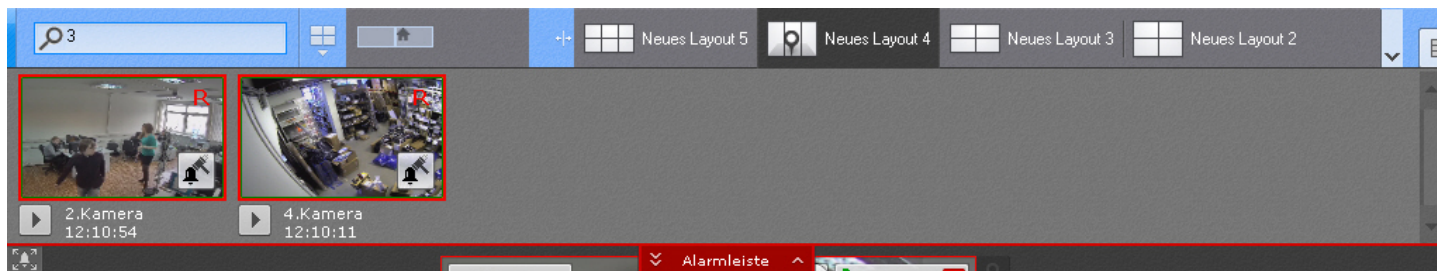 3
Neues Layout 5
Neues Layout 4
Neues Layout 3
Neues Layout 2
R
R
2.Kamera
12:10:54
4.Kamera
12:10:11
Alarmleiste